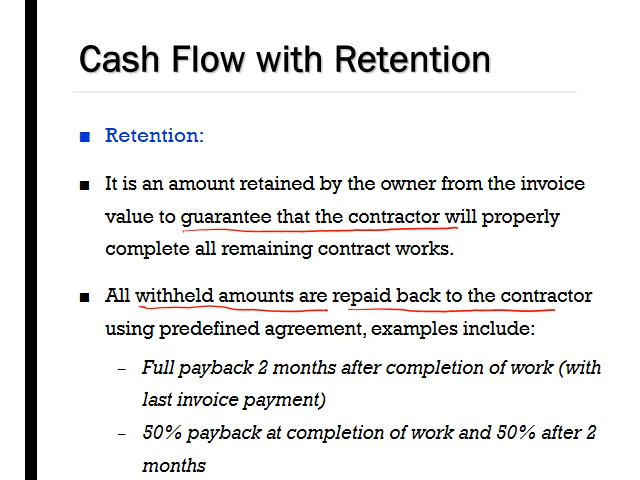 Cash Flow with Retention
■ Retention:
■ It is an amount retained by the owner from the invoice
value to guarantee that the contractor will properly
complete all remaining contract works.
■ All withheld amounts are repaid back to the contractor
using predefined agreement, examples include:
– Full payback 2 months after completion of work (with
last invoice payment)
– 50% payback at completion of work and 50% after 2
months